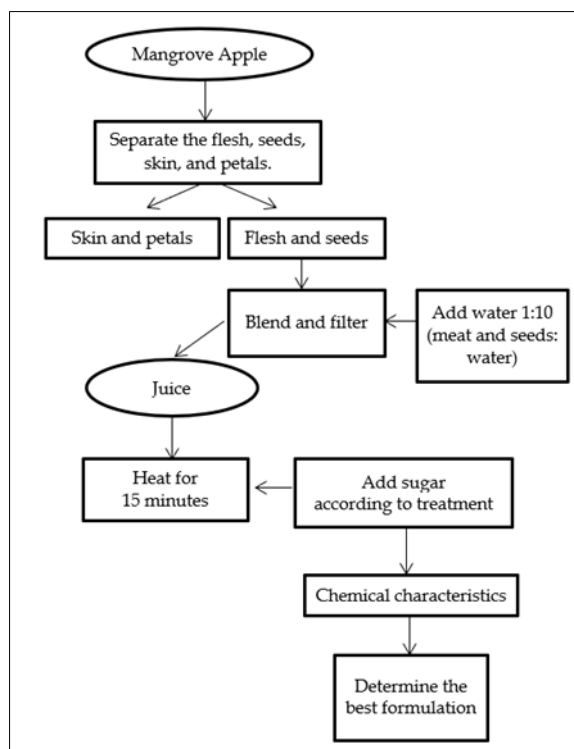 Mangrove Apple
Separate the flesh, seeds,
skin, and petals.
Skin and petals
Flesh and seeds
Blend and filter
Add water 1:10
(meat and seeds:
water)
Juice
Heat for
15 minutes
Add sugar
according to treatment
Chemical characteristics
Determine the
best formulation